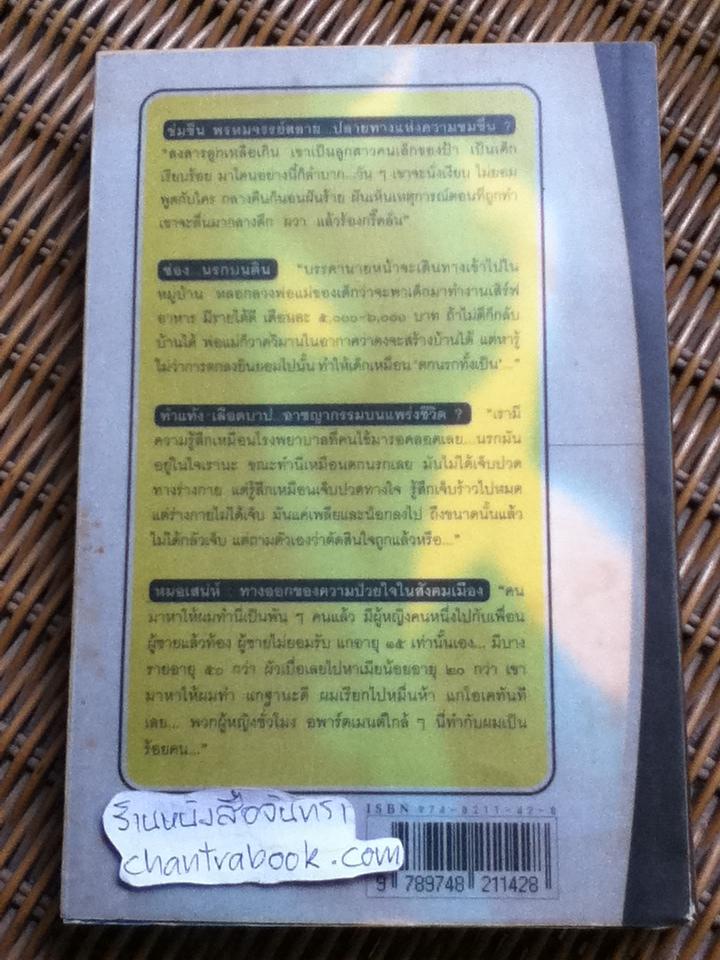 ข่มขืน พรหมจรรย์สลาย ปลายทางแห่งความขมขื่น ?
"สงสารลูกเหลือเกิน เขาเป็นลูกสาวคนเล็กของป้า เป็นเด็ก
เรียบร้อย มาโดนอย่างนี้ก็ลำบาก...วัน ๆ เขาจะนั่งเงียบ ไม่ยอม
พูดกับใคร กลางคืนก็นอนฝันร้าย ฝันเห็นเหตุการณ์ตอนที่ถูกทำ
เขาจะตื่นมากลางดึก ผวา แล้วร้องกรี๊ดลั่น"
ซ่อง นรกบนดิน "บรรดานายหน้าจะเดินทางเข้าไปใน
หมู่บ้าน หลอกลวงพ่อแม่ของเด็กว่าจะพาเด็กมาทำงานเสิร์ฟ
อาหาร มีรายได้ดี เดือนละ ๕,๐๐๐-๖,๐๐๐ บาท ถ้าไม่ดีก็กลับ
บ้านได้ พ่อแม่ก็วาดวิมานในอากาศว่าคงจะสร้างบ้านได้ แต่หารู้
ไม่ว่าการตกลงยินยอมไปนั้น ทำให้เด็กเหมือน 'ตกนรกทั้งเป็น'..."
ทำแท้ง เลือดบาป อาชญากรรมบนแพร่งชีวิต ? "เรามี
ความรู้สึกเหมือนโรงพยาบาลที่คนไข้มารอคลอดเลย...นรกมัน
อยู่ในใจเรานะ ขณะทำนี่เหมือนตกนรกเลย มันไม่ได้เจ็บปวด
ทางร่างกาย แต่รู้สึกเหมือนเจ็บปวดทางใจ รู้สึกเจ็บร้าวไปหมด
แต่ร่างกายไม่ได้เจ็บ มันแค่เพลียและน็อกลงไป ถึงขนาดนั้นแล้ว
ไม่ได้กลัวเจ็บ แต่ถามตัวเองว่าตัดสินใจถูกแล้วหรือ..."
หมอเสน่ห์ : ทางออกของความป่วยใจในสังคมเมือง "คน
มาหาให้ผมทำนี่เป็นพัน ๆ คนแล้ว มีผู้หญิงคนหนึ่งไปกับเพื่อน
ผู้ชายแล้วท้อง ผู้ชายไม่ยอมรับ แกอายุ ๑๕ เท่านั้นเอง... มีบาง
รายอายุ ๕๐ กว่า ผัวเบื่อเลยไปหาเมียน้อยอายุ ๒๐ กว่า เขา
มาหาให้ผมทำ แกฐานะดี ผมเรียกไปหมื่นห้า แกโอเคทันที
เลย... พวกผู้หญิงชั่วโมง อพาร์ตเมนต์ใกล้ ๆ นี่ทำกับผมเป็น
ร้อยคน..."
ร้านหนังสือจันทรา
chantrabook.com
ISBN 974-8211-42-8
9 789748 211428